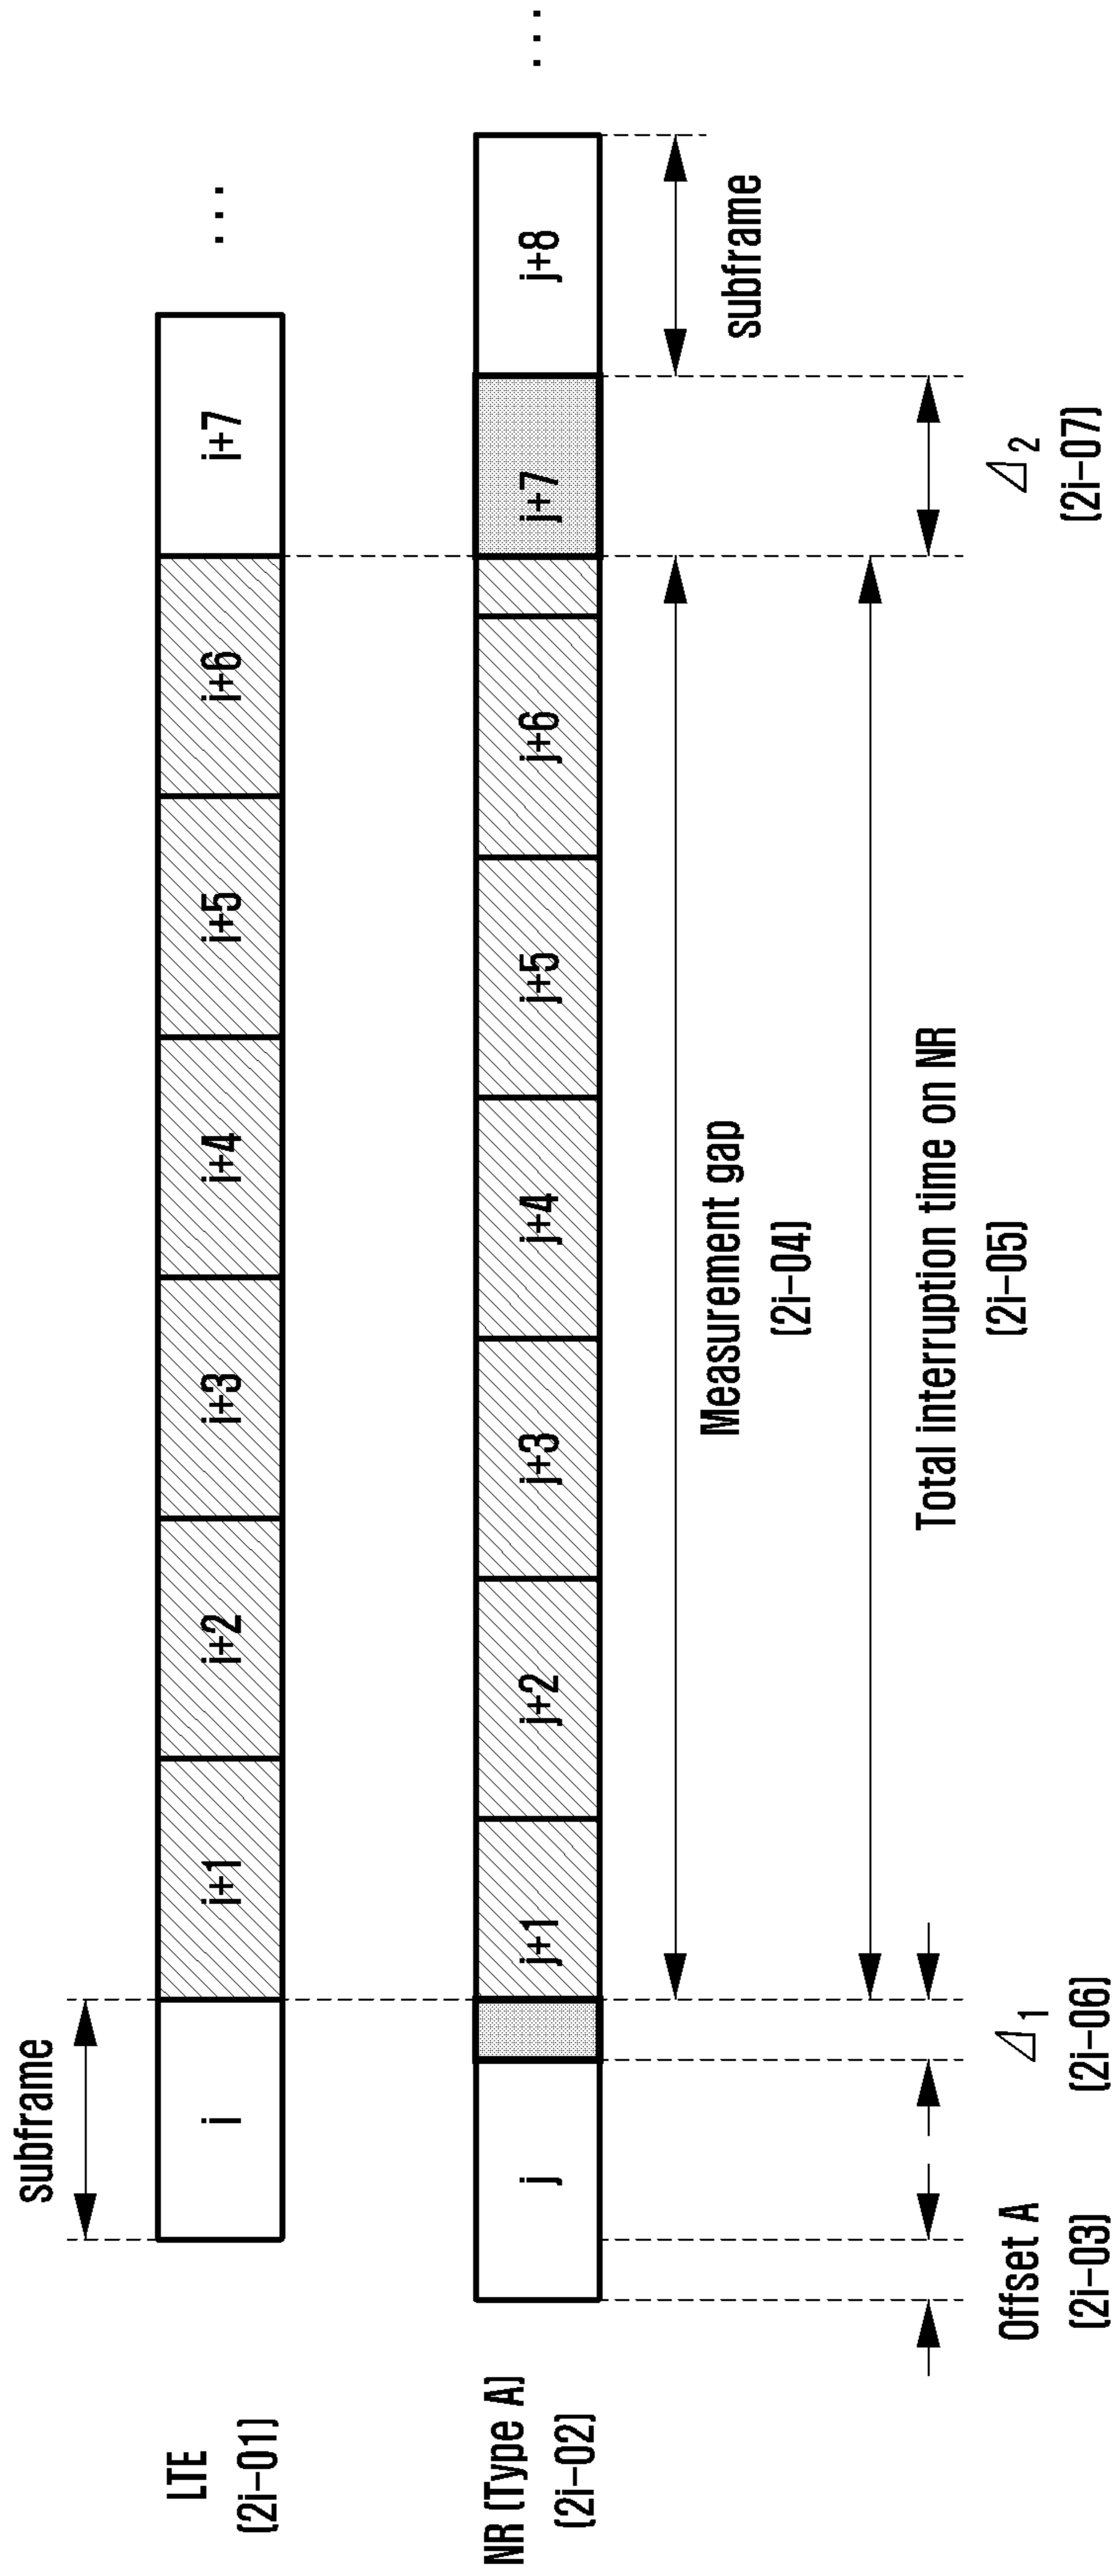 subframe
LTE
(2i-01)
i
i+1
i+2
i+3
i+4
i+5
i+6
i+7
...
NR (Type A)
(2i-02)
j
j+1
j+2
j+3
j+4
j+5
j+6
j+7
j+8
...
subframe
Measurement gap
(2i-04)
Total interruption time on NR
(2i-05)
Offset A
(2i-03)
Δ1
(2i-06)
Δ2
(2i-07)